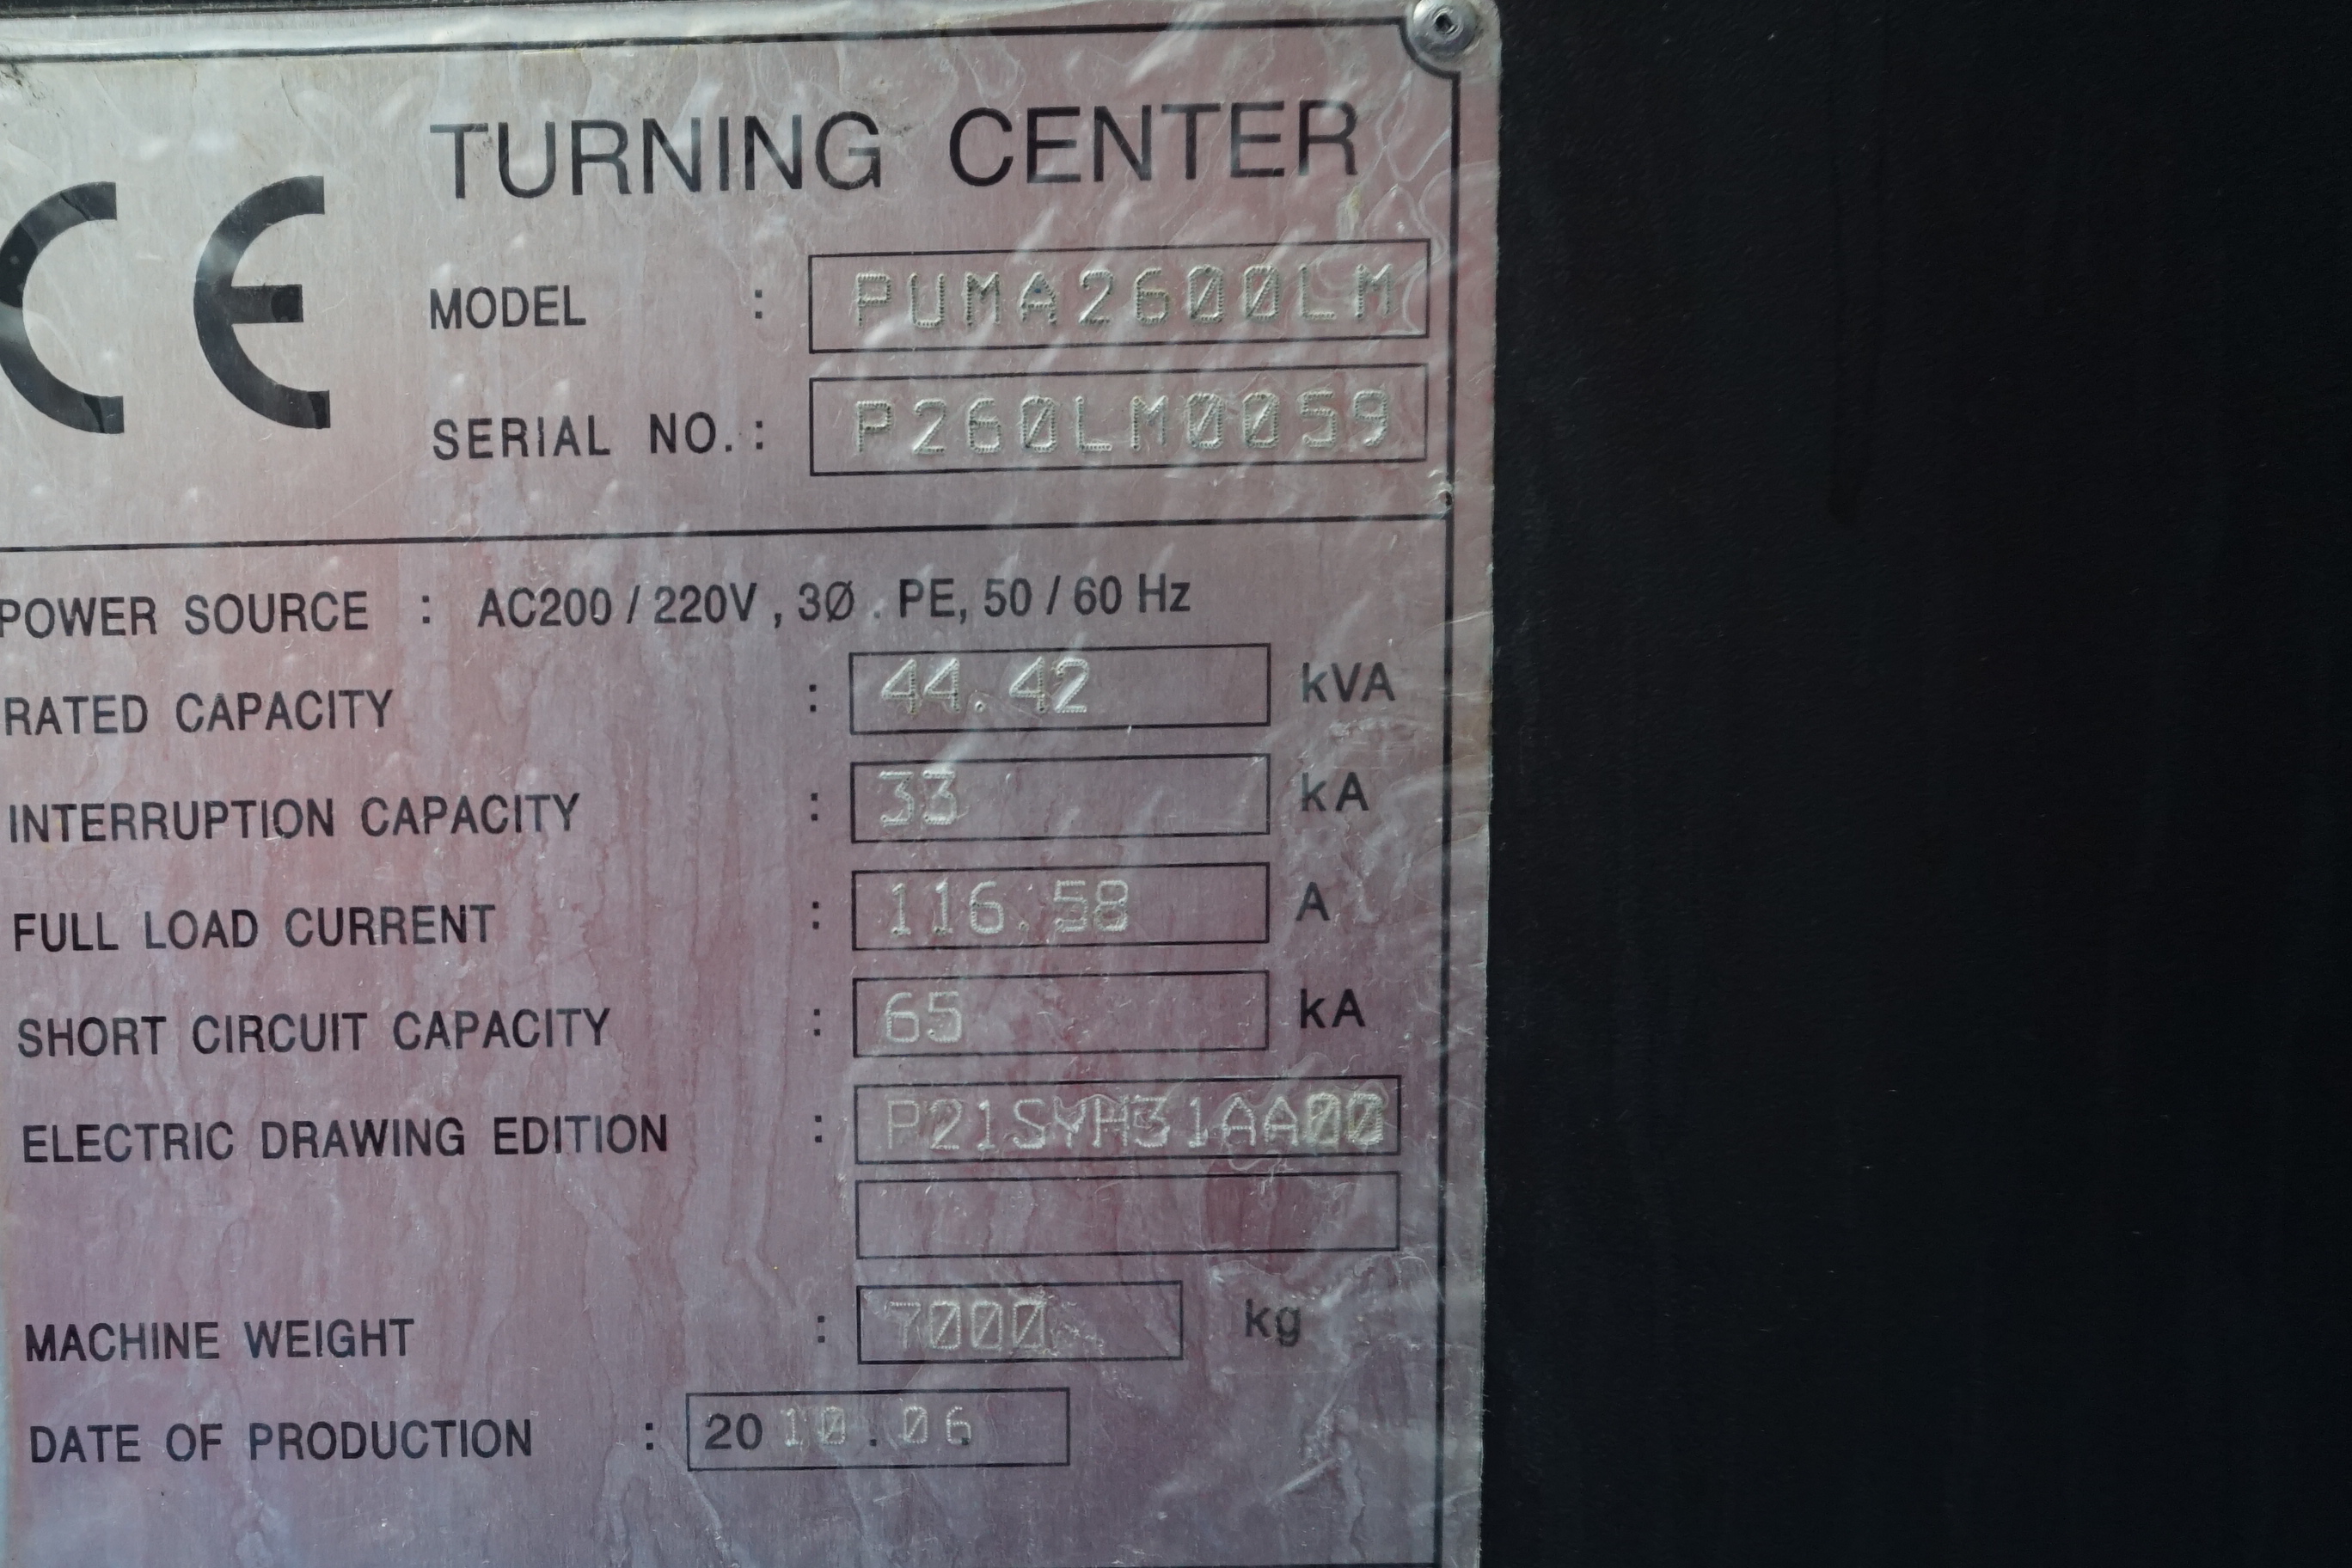 CE
TURNING CENTER
MODEL : PUMA2600LM
SERIAL NO. : P260LM0059
POWER SOURCE : AC200 / 220V , 3Ø . PE, 50 / 60 Hz
RATED CAPACITY : 44.42 kVA
INTERRUPTION CAPACITY : 33 kA
FULL LOAD CURRENT : 116.58 A
SHORT CIRCUIT CAPACITY : 65 kA
ELECTRIC DRAWING EDITION : P21SYH31AA00
MACHINE WEIGHT : 7000 kg
DATE OF PRODUCTION : 2010.06